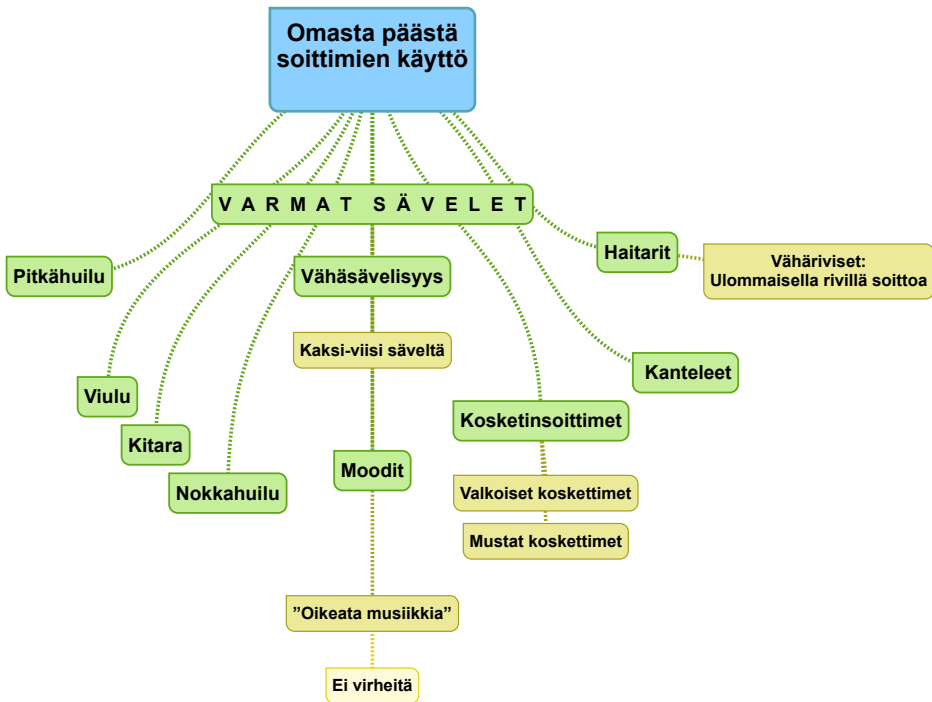 Omasta päästä
soittimien käyttö
V A R M A T S Ä V E L E T
Pitkähuilu
Vähäsävelisyys
Haitarit
Vähäriviset:
Ulommaisella rivillä soittoa
Kaksi-viisi säveltä
Kanteleet
Viulu
Kosketinsoittimet
Kitara
Moodit
Nokkahuilu
Valkoiset koskettimet
Mustat koskettimet
”Oikeata musiikkia”
Ei virheitä